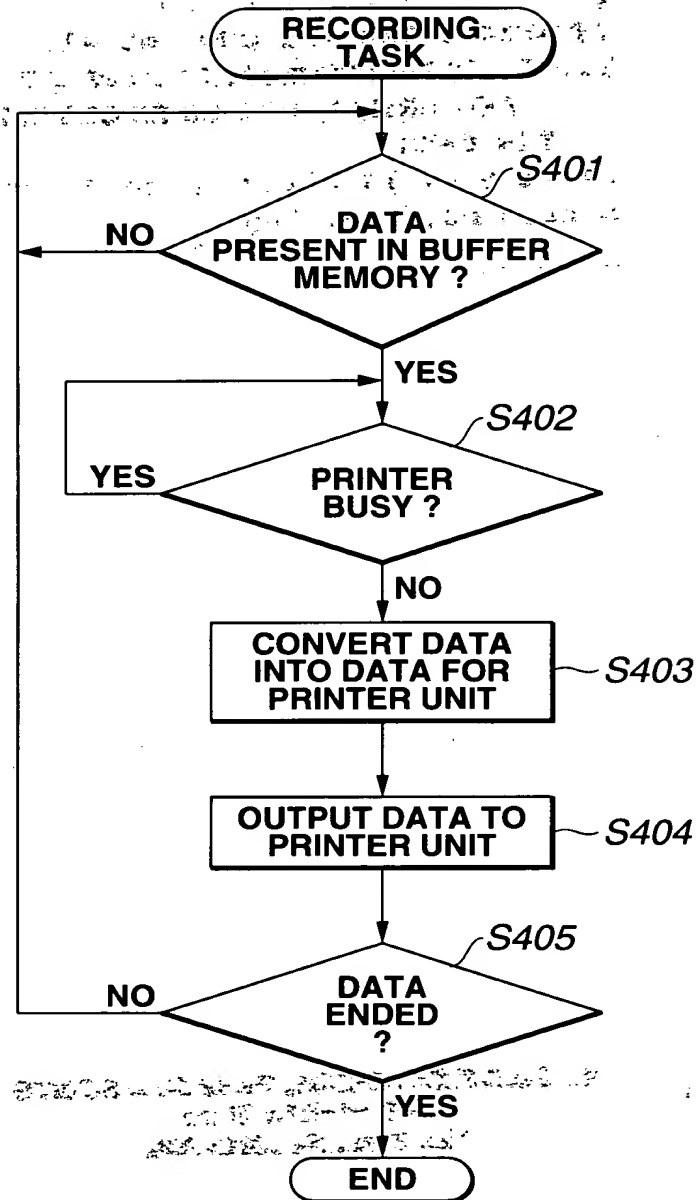 RECORDING
TASK
S401
DATA
PRESENT IN BUFFER
MEMORY ?
NO
YES
S402
PRINTER
BUSY ?
YES
NO
CONVERT DATA
INTO DATA FOR
PRINTER UNIT
S403
OUTPUT DATA TO
PRINTER UNIT
S404
S405
DATA
ENDED
?
NO
YES
END